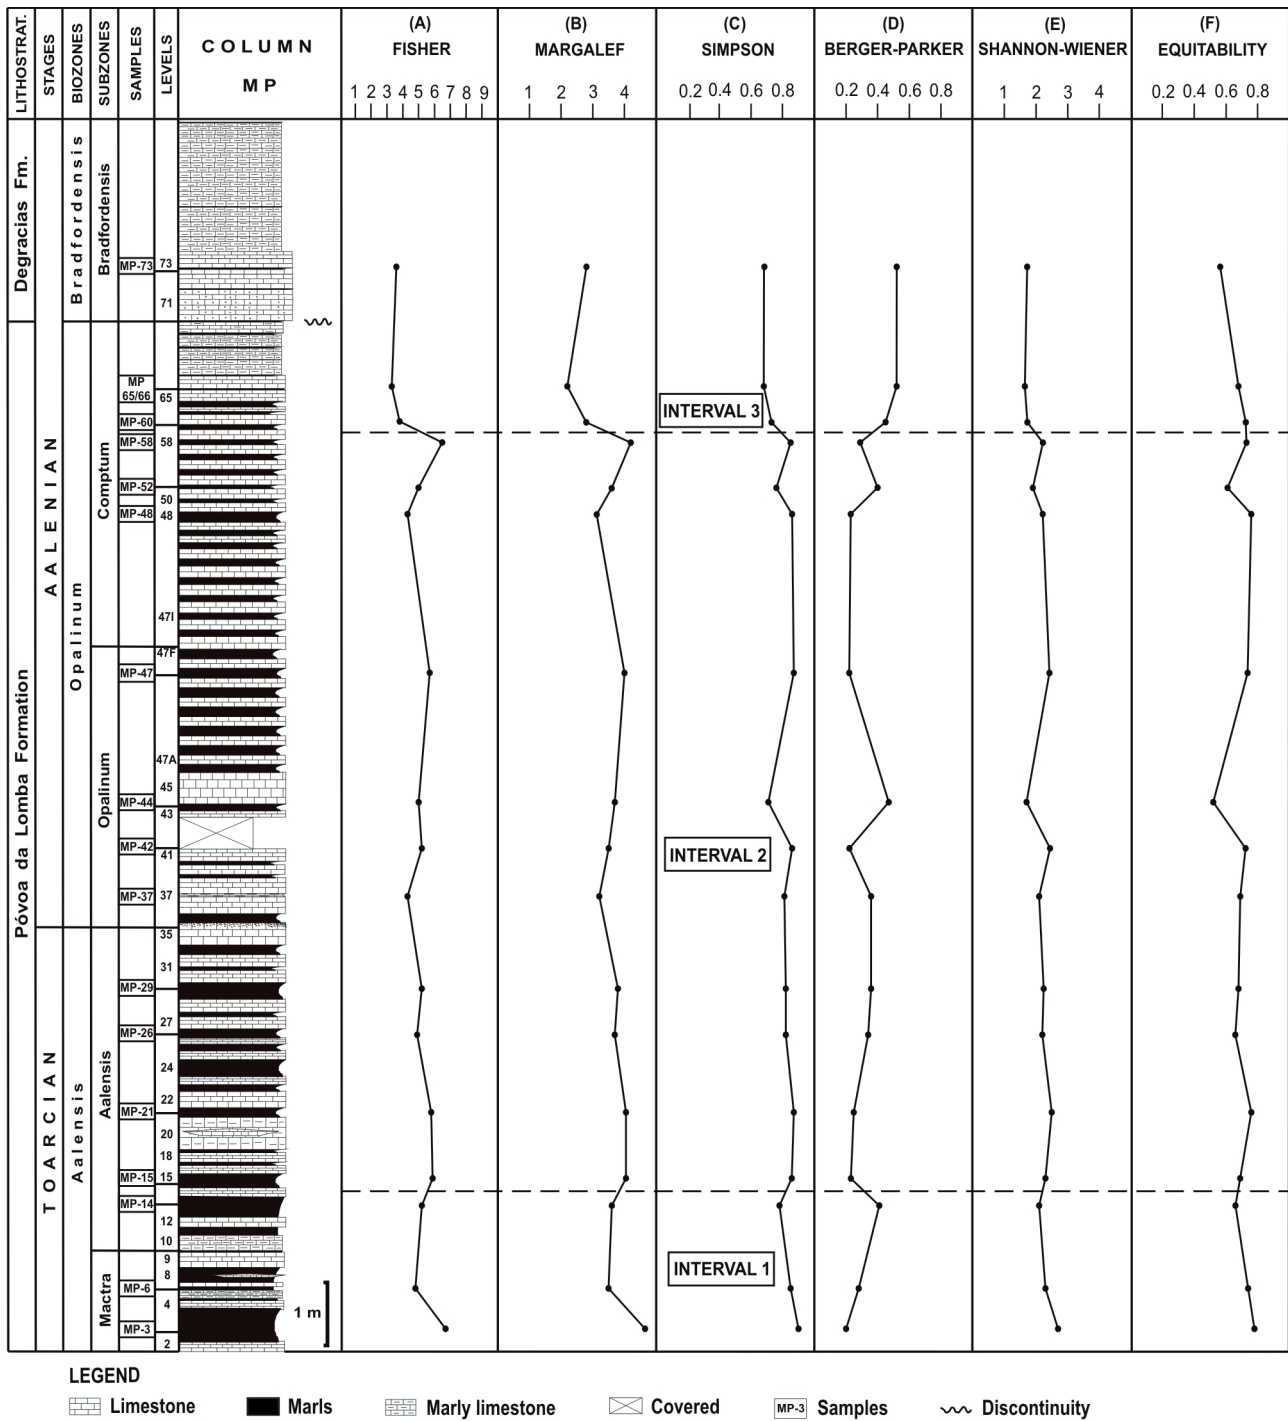 LITHOSTRAT.
STAGES
BIOZONES
SUBZONES
SAMPLES
LEVELS
COLUMN
MP
(A)
FISHER
1 2 3 4 5 6 7 8 9
(B)
MARGALEF
1 2 3 4
(C)
SIMPSON
0.2 0.4 0.6 0.8
(D)
BERGER-PARKER
0.2 0.4 0.6 0.8
(E)
SHANNON-WIENER
1 2 3 4
(F)
EQUITABILITY
0.2 0.4 0.6 0.8
Degracias Fm.
Póvoa da Lomba Formation
AALENIAN
TOARCIAN
Bradfordensis
Opalinum
Aalensis
Bradfordensis
Comptum
Opalinum
Aalensis
Mactra
MP-73
MP
65/66
MP-60
MP-58
MP-52
MP-48
MP-47
MP-44
MP-42
MP-37
MP-29
MP-26
MP-21
MP-15
MP-14
MP-6
MP-3
73
71
65
58
50
48
47I
47F
47A
45
43
41
37
35
31
27
24
22
20
18
15
12
10
9
8
4
2
1 m
INTERVAL 3
INTERVAL 2
INTERVAL 1
LEGEND
Limestone
Marls
Marly limestone
Covered
MP-3 Samples
Discontinuity